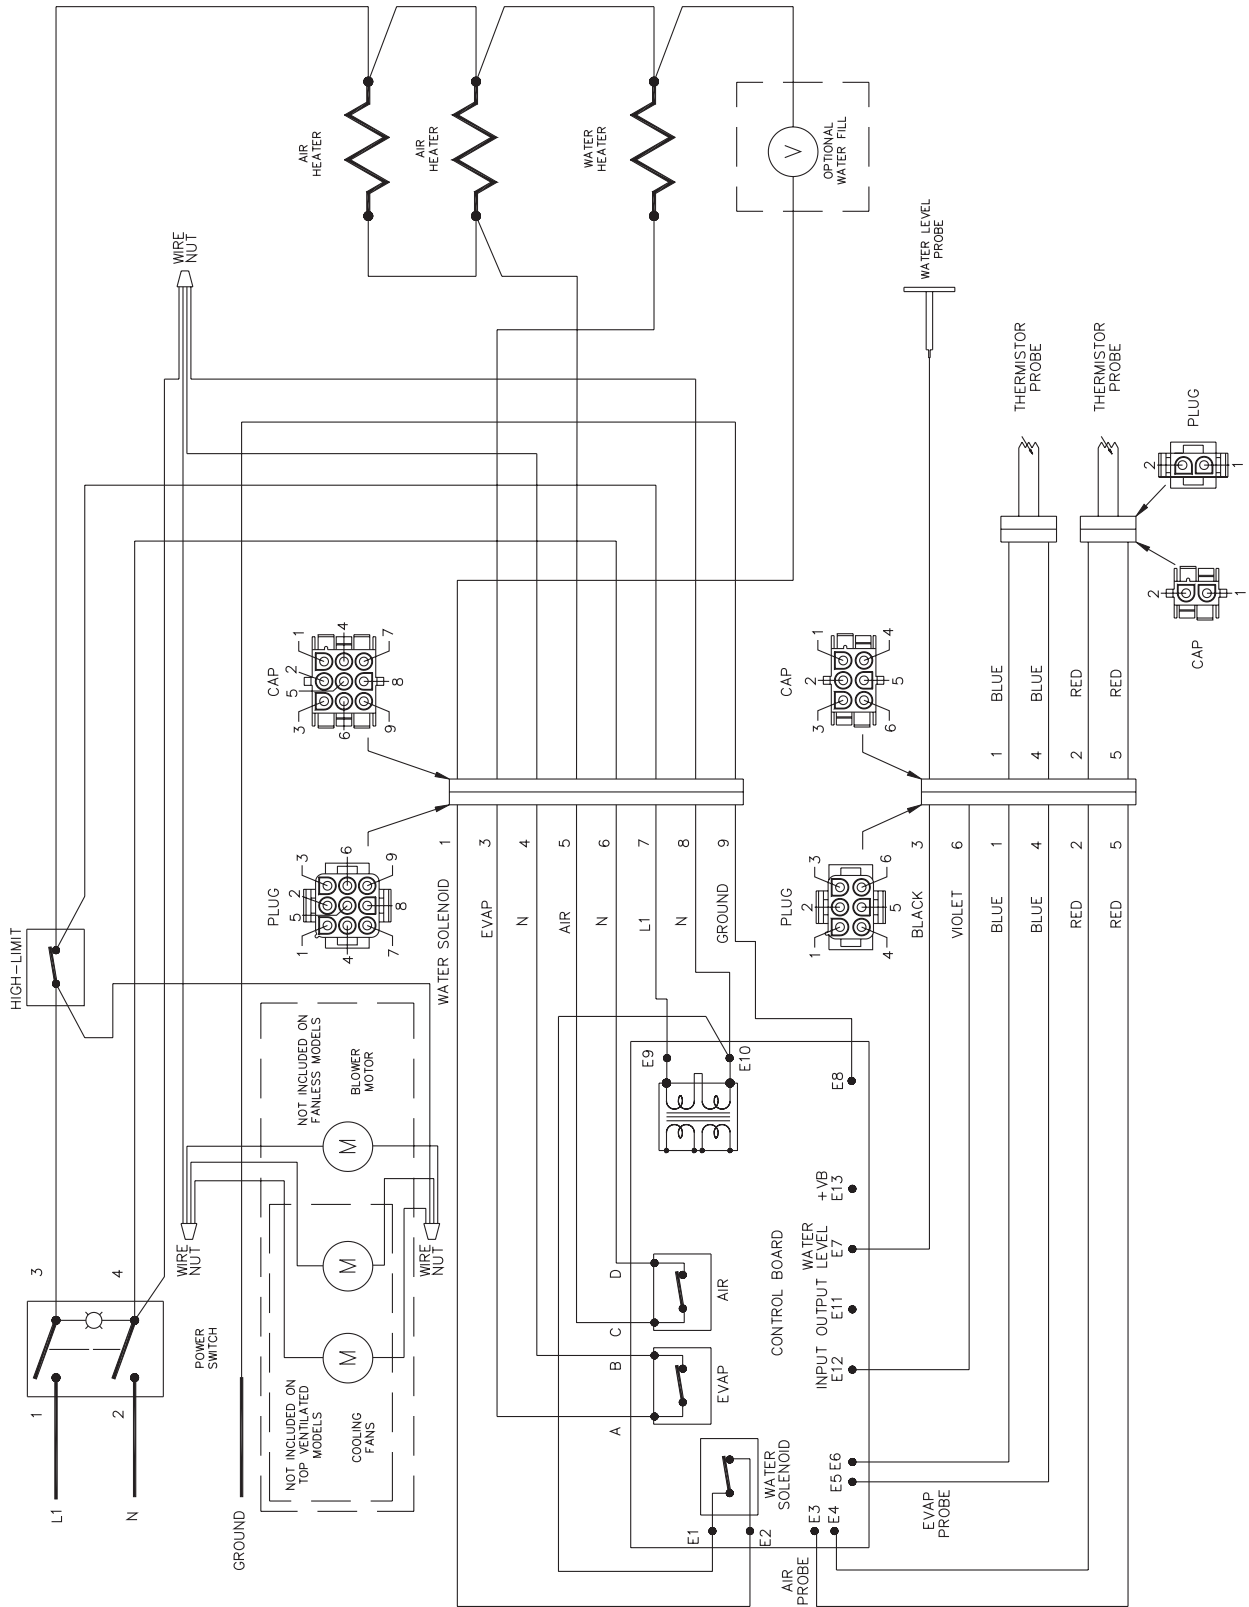 L1
N
GROUND
1
2
3
4
POWER
SWITCH
HIGH-LIMIT
WIRE
NUT
WIRE
NUT
WIRE
NUT
NOT INCLUDED ON
TOP VENTILATED
MODELS
COOLING
FANS
M
M
M
NOT INCLUDED ON
FANLESS MODELS
BLOWER
MOTOR
AIR
HEATER
AIR
HEATER
WATER
HEATER
V
OPTIONAL
WATER FILL
PLUG
1
2
3
5
4
6
7
8
9
CAP
3
2
1
5
6
4
9
8
7
WATER SOLENOID 1
EVAP 3
N 4
AIR 5
N 6
L1 7
N 8
GROUND 9
A
B
C
D
E9
E10
E1
E2
WATER
SOLENOID
EVAP
AIR
CONTROL BOARD
E3
E4
E5
E6
INPUT
E12
OUTPUT
E11
WATER
LEVEL
E7
+VB
E13
E8
AIR
PROBE
EVAP
PROBE
PLUG
1
2
3
4
5
6
CAP
3
2
1
6
5
4
BLACK 3
VIOLET 6
BLUE 1
BLUE 4
RED 2
RED 5
1 BLUE
4 BLUE
2 RED
5 RED
WATER LEVEL
PROBE
THERMISTOR
PROBE
THERMISTOR
PROBE
CAP
2
1
PLUG
2
1